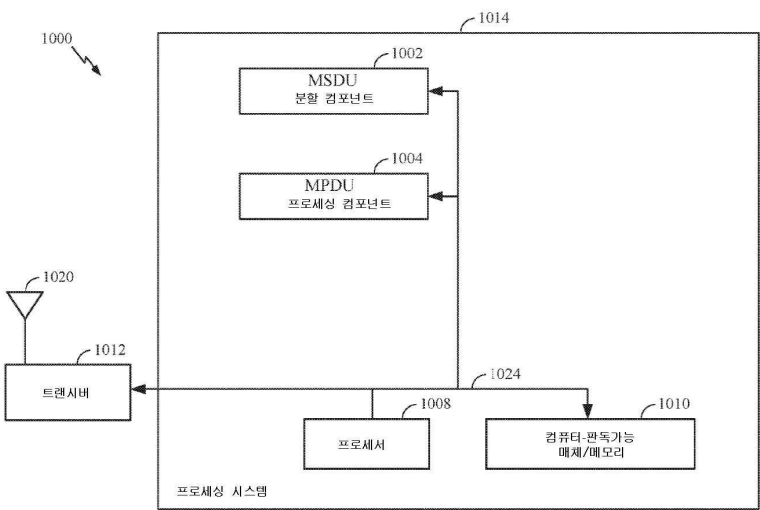 1014
1000
1002
MSDU
분할 컴포넌트
1004
MPDU
프로세싱 컴포넌트
1020
1012
트랜시버
1024
1008
프로세서
1010
컴퓨터-판독가능
매체/메모리
프로세싱 시스템